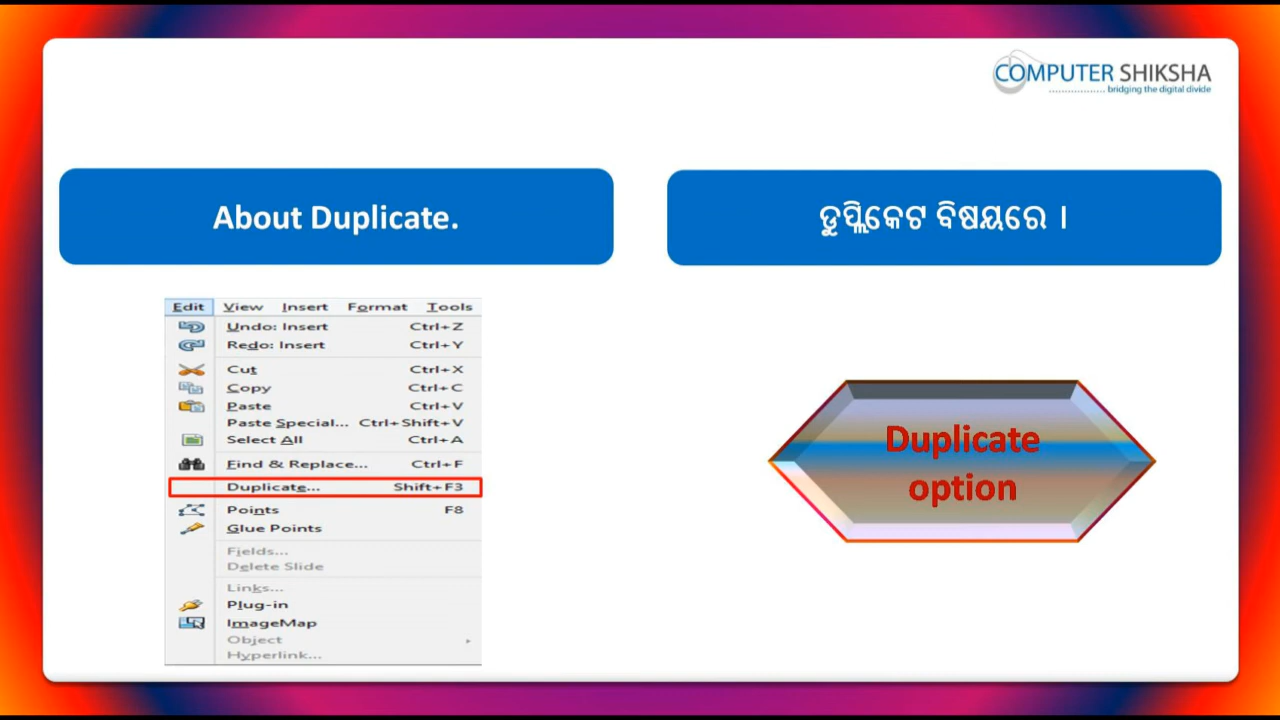 COMPUTER SHIKSHA
bridging the digital divide
About Duplicate.
ଡୁପ୍ଲିକେଟ ବିଷୟରେ ।
Edit View Insert Format Tools
Undo: Insert Ctrl+Z
Redo: Insert Ctrl+Y
Cut Ctrl+X
Copy Ctrl+C
Paste Ctrl+V
Paste Special... Ctrl+Shift+V
Select All Ctrl+A
Find & Replace... Ctrl+F
Duplicate... Shift+F3
Points F8
Glue Points
Fields...
Delete Slide
Links...
Plug-in
ImageMap
Object
Hyperlink...
Duplicate
option